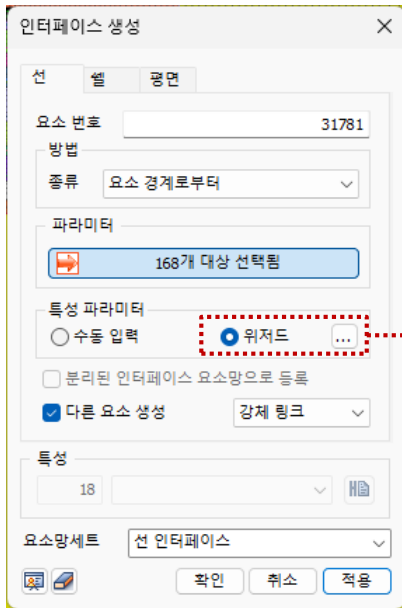 인터페이스 생성
선 쉘 평면
요소 번호 31781
방법
종류 요소 경계로부터
파라미터
168개 대상 선택됨
특성 파라미터
수동 입력 위저드 ...
분리된 인터페이스 요소망으로 등록
다른 요소 생성 강체 링크
특성
18
요소망세트 선 인터페이스
확인 취소 적용